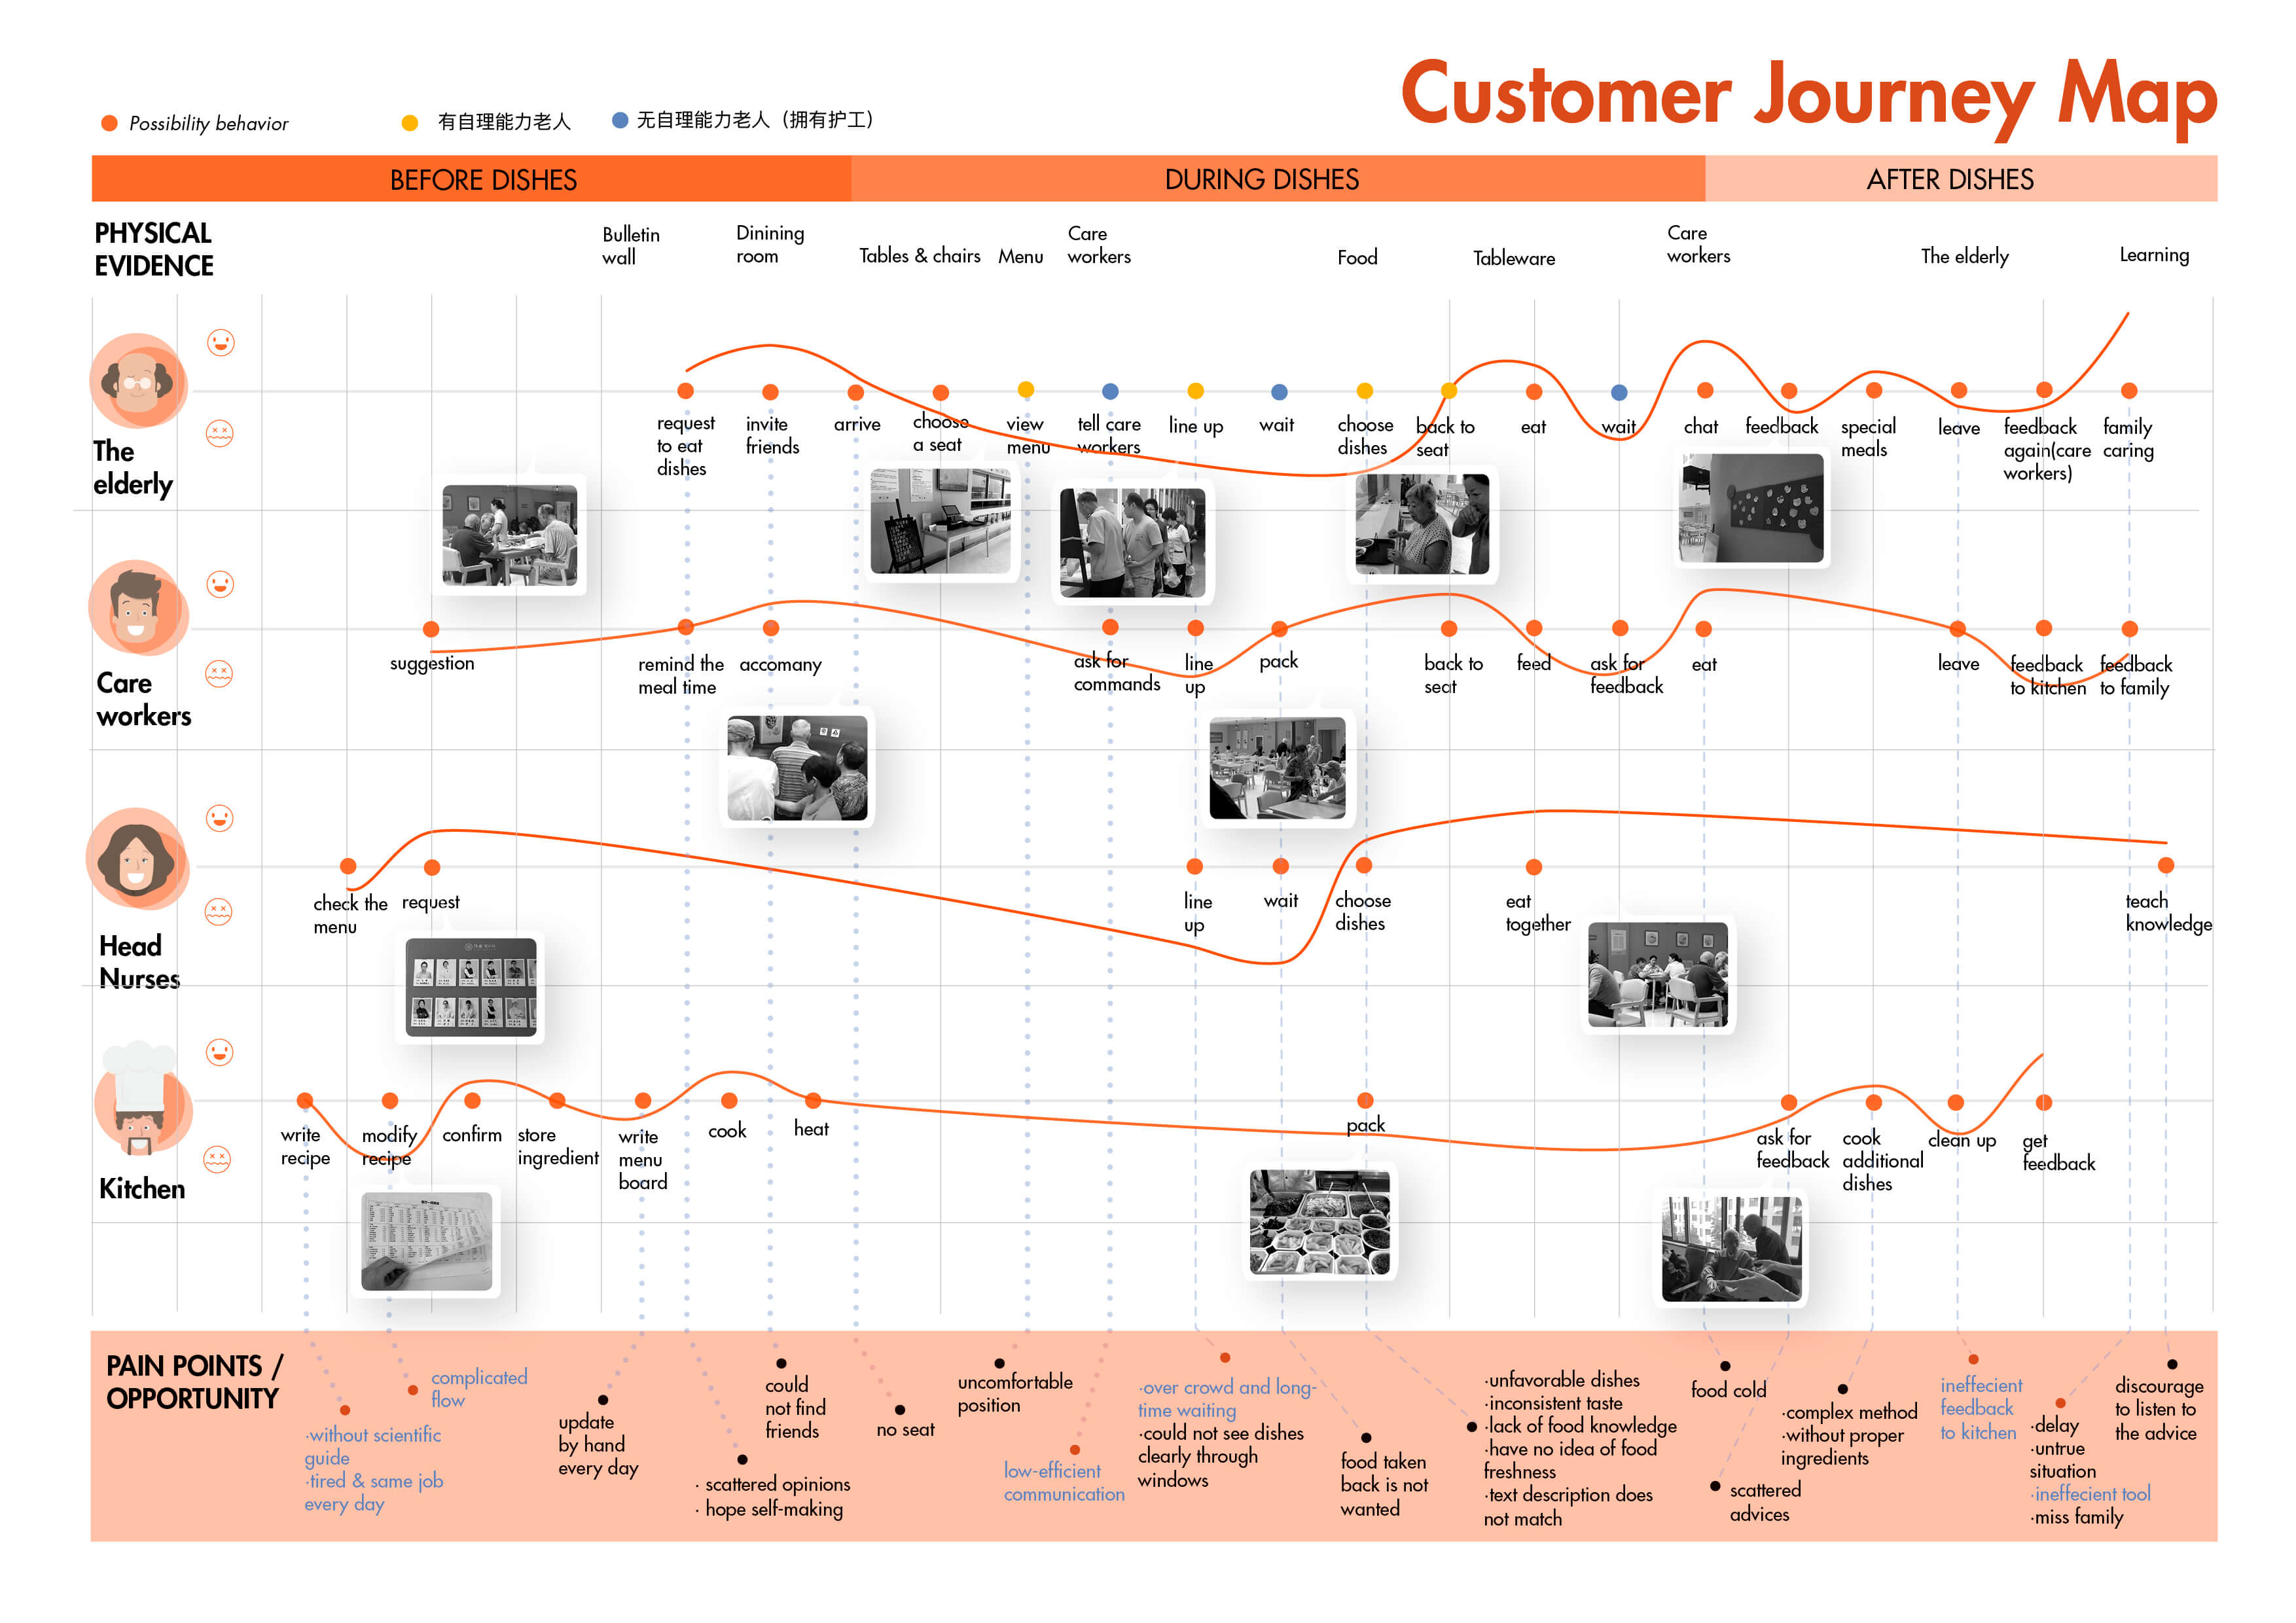 Customer Journey Map
Possibility behavior
有自理能力老人
无自理能力老人（拥有护工）
BEFORE DISHES
DURING DISHES
AFTER DISHES
PHYSICAL
EVIDENCE
Bulletin
wall
Dinining
room
Tables & chairs
Menu
Care
workers
Food
Tableware
Care
workers
The elderly
Learning
The
elderly
request
to eat
dishes
invite
friends
arrive
choose
a seat
view
menu
tell care
workers
line up
wait
choose
dishes
back to
seat
eat
wait
chat
feedback
special
meals
leave
feedback
again(care
workers)
family
caring
Care
workers
suggestion
remind the
meal time
accomany
ask for
commands
line
up
pack
back to
seat
feed
ask for
feedback
eat
leave
feedback
to kitchen
feedback
to family
Head
Nurses
check the
menu
request
line
up
wait
choose
dishes
eat
together
teach
knowledge
Kitchen
write
recipe
modify
recipe
confirm
store
ingredient
write
menu
board
cook
heat
pack
ask for
feedback
cook
additional
dishes
clean up
get
feedback
PAIN POINTS /
OPPORTUNITY
·without scientific
guide
·tired & same job
every day
complicated
flow
update
by hand
every day
· scattered opinions
· hope self-making
could
not find
friends
no seat
uncomfortable
position
low-efficient
communication
·over crowd and long-
time waiting
·could not see dishes
clearly through
windows
food taken
back is not
wanted
·unfavorable dishes
·inconsistent taste
·lack of food knowledge
·have no idea of food
freshness
·text description does
not match
food cold
scattered
advices
·complex method
·without proper
ingredients
ineffecient
feedback
to kitchen
·delay
·untrue
situation
·ineffecient tool
·miss family
discourage
to listen to
the advice